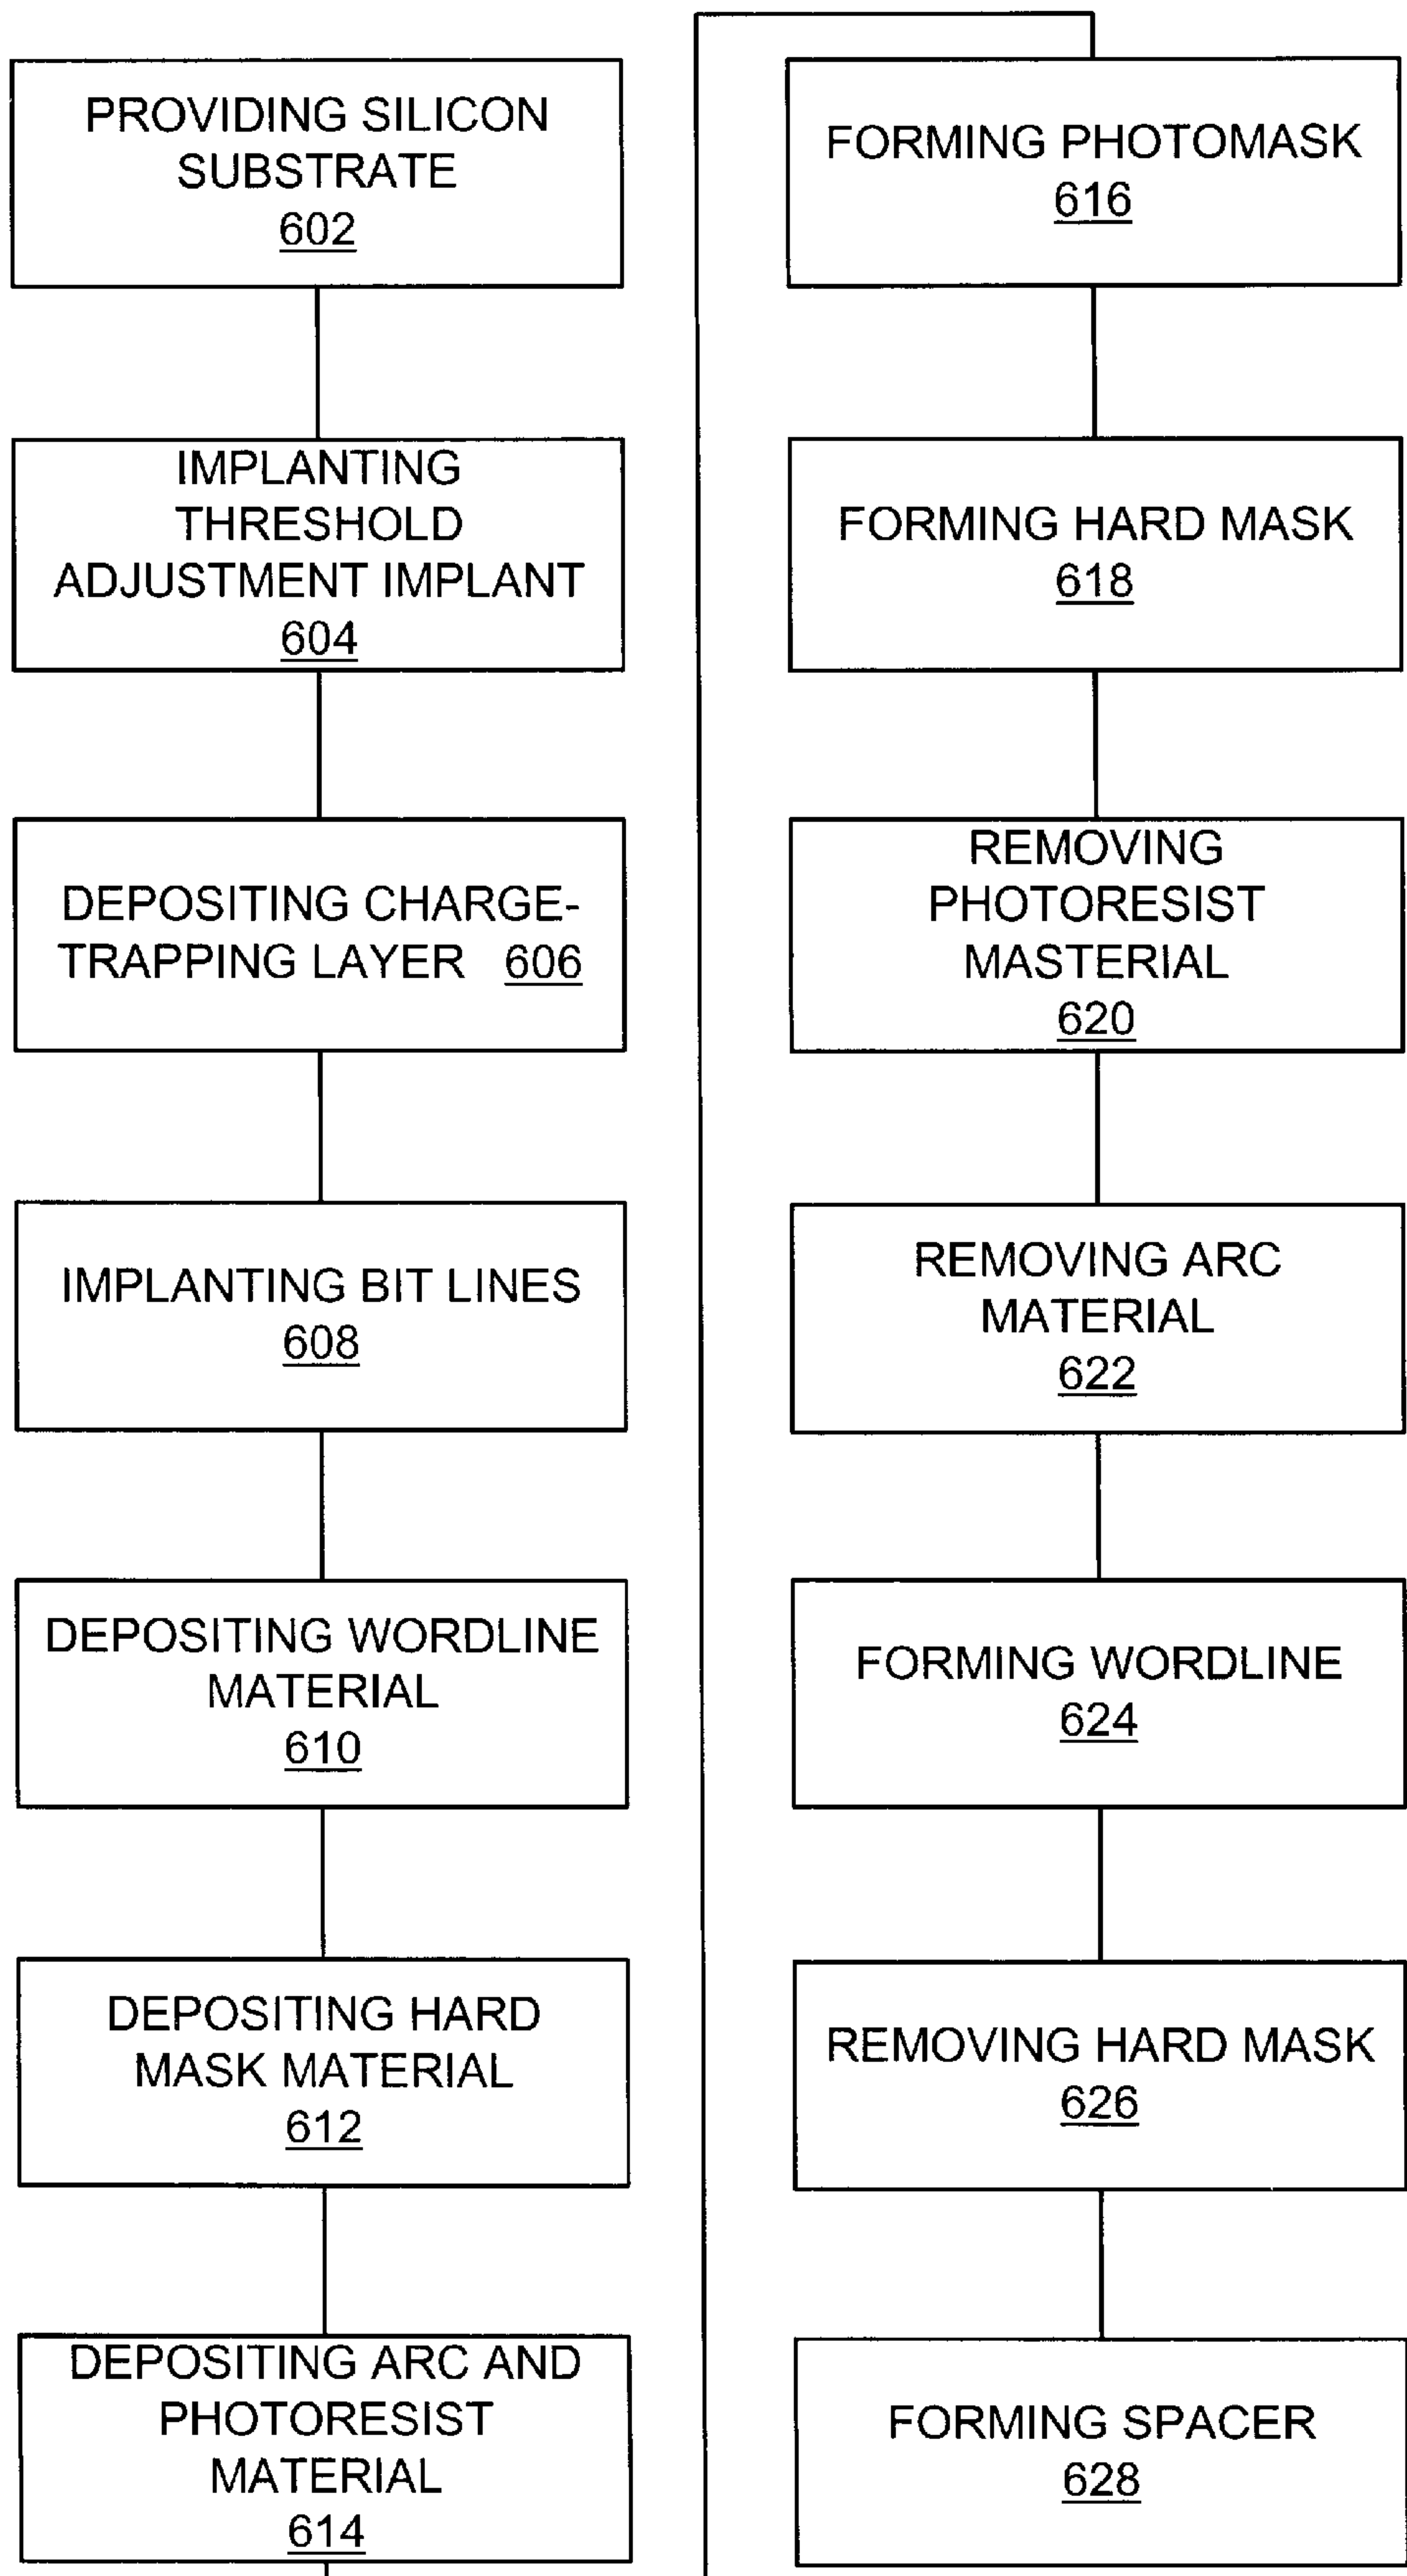 PROVIDING SILICON
SUBSTRATE
602
IMPLANTING
THRESHOLD
ADJUSTMENT IMPLANT
604
DEPOSITING CHARGE-
TRAPPING LAYER 606
IMPLANTING BIT LINES
608
DEPOSITING WORDLINE
MATERIAL
610
DEPOSITING HARD
MASK MATERIAL
612
DEPOSITING ARC AND
PHOTORESIST
MATERIAL
614
FORMING PHOTOMASK
616
FORMING HARD MASK
618
REMOVING
PHOTORESIST
MASTERIAL
620
REMOVING ARC
MATERIAL
622
FORMING WORDLINE
624
REMOVING HARD MASK
626
FORMING SPACER
628